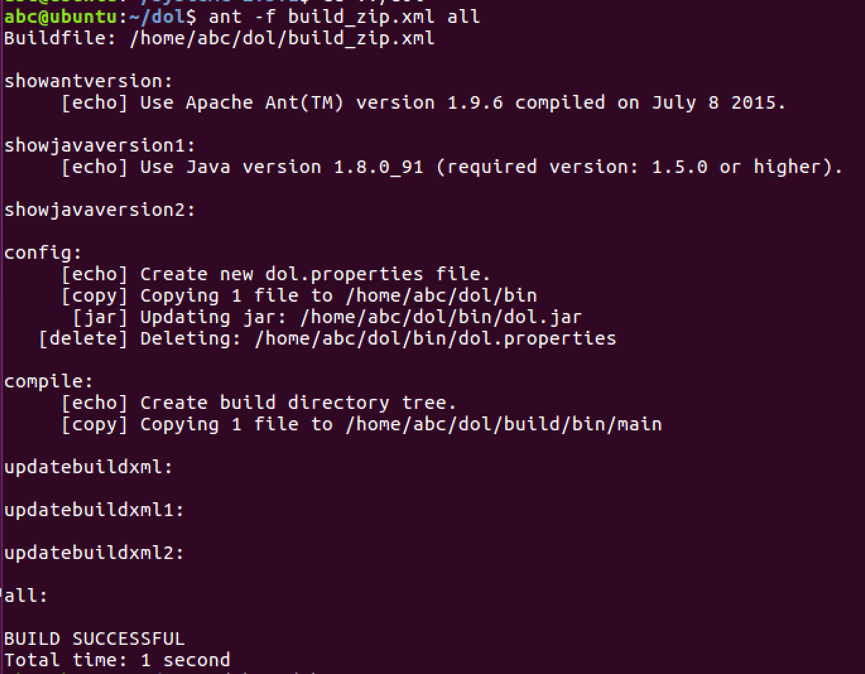 abc@ubuntu:~/dol$ ant -f build_zip.xml all
Buildfile: /home/abc/dol/build_zip.xml
showantversion:
[echo] Use Apache Ant(TM) version 1.9.6 compiled on July 8 2015.
showjavaversion1:
[echo] Use Java version 1.8.0_91 (required version: 1.5.0 or higher).
showjavaversion2:
config:
[echo] Create new dol.properties file.
[copy] Copying 1 file to /home/abc/dol/bin
[jar] Updating jar: /home/abc/dol/bin/dol.jar
[delete] Deleting: /home/abc/dol/bin/dol.properties
compile:
[echo] Create build directory tree.
[copy] Copying 1 file to /home/abc/dol/build/bin/main
updatebuildxml:
updatebuildxml1:
updatebuildxml2:
all:
BUILD SUCCESSFUL
Total time: 1 second